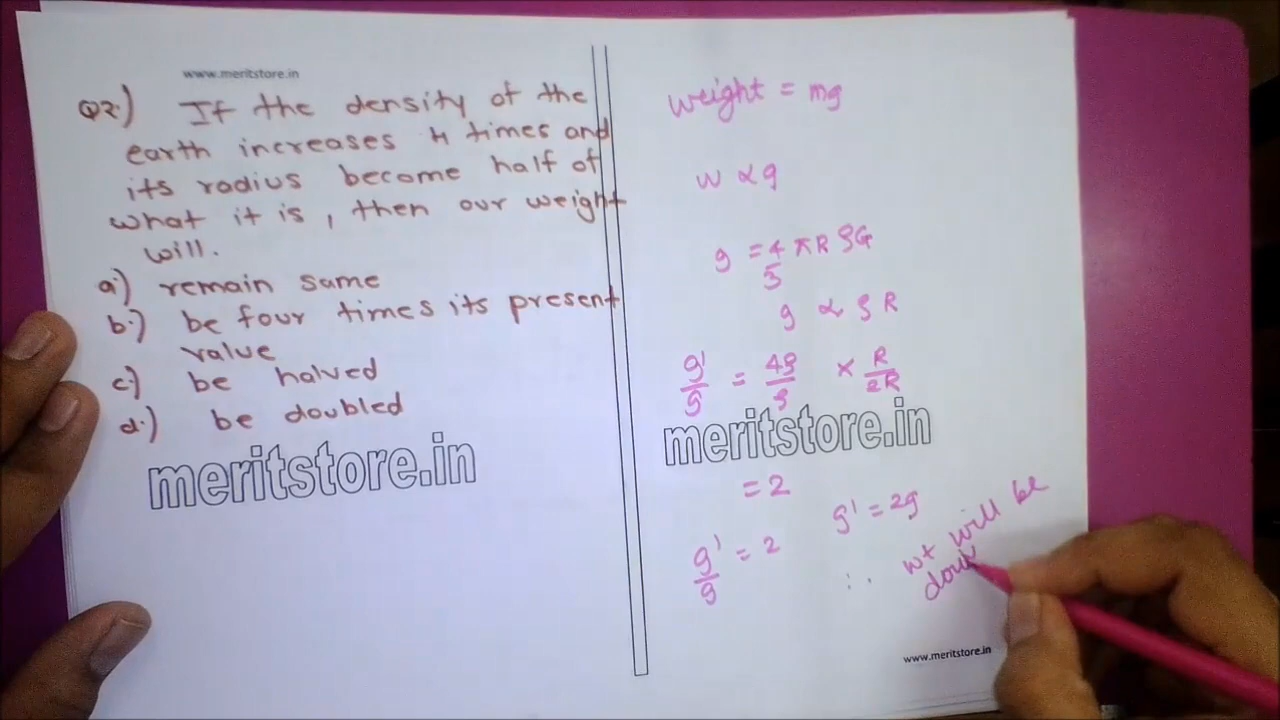 www.meritstore.in
Q2.) If the density of the
earth increases 4 times and
its radius become half of
what it is, then our weight
will.
a.) remain same
b.) be four times its present
value
c.) be halved
d.) be doubled
meritstore.in
weight = mg
w ∝ g
g = 4/3 πRρG
g ∝ ρR
g'/g = 4ρ/ρ × R/2R
meritstore.in
= 2
g'/g = 2
g' = 2g
∴ wt will be
www.meritstore.in